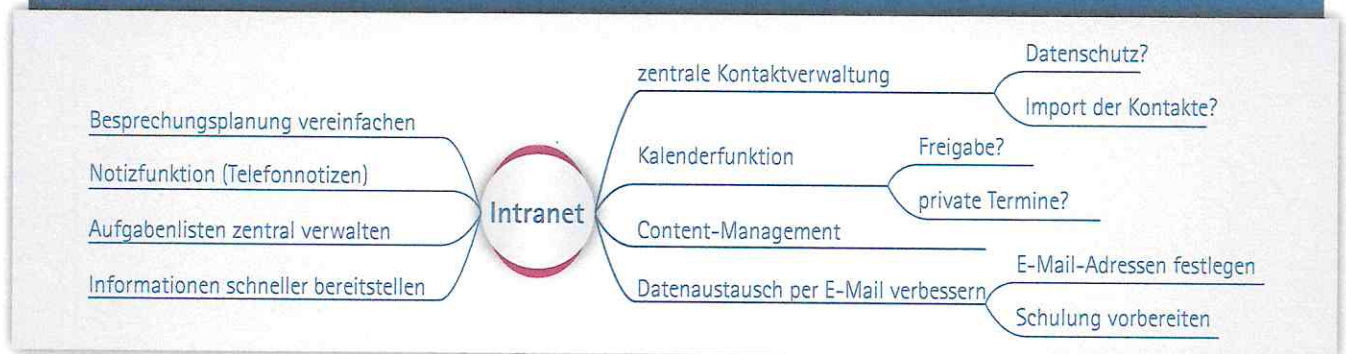 Besprechungsplanung vereinfachen
Notizfunktion (Telefonnotizen)
Aufgabenlisten zentral verwalten
Informationen schneller bereitstellen
Intranet
zentrale Kontaktverwaltung
Datenschutz?
Import der Kontakte?
Kalenderfunktion
Freigabe?
private Termine?
Content-Management
Datenaustausch per E-Mail verbessern
E-Mail-Adressen festlegen
Schulung vorbereiten